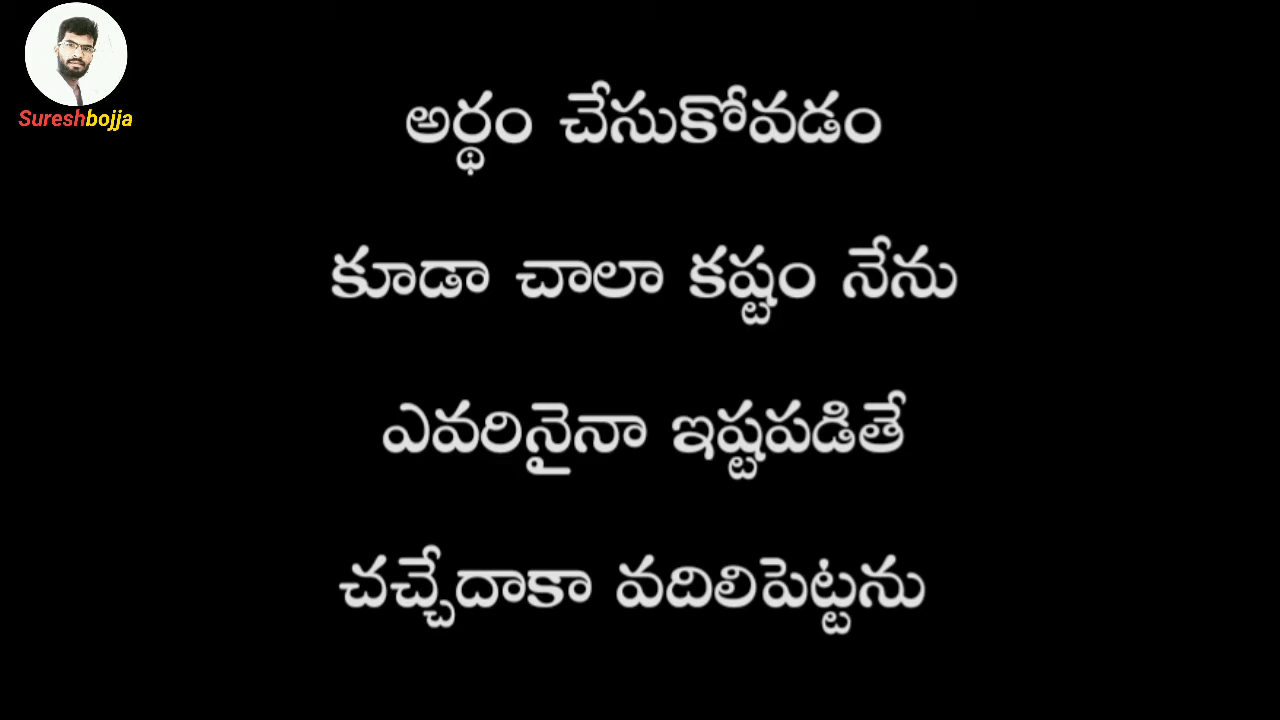 Sureshbojja
అర్థం చేసుకోవడం
కూడా చాలా కష్టం నేను
ఎవరినైనా ఇష్టపడితే
చచ్చేదాకా వదిలిపెట్టను